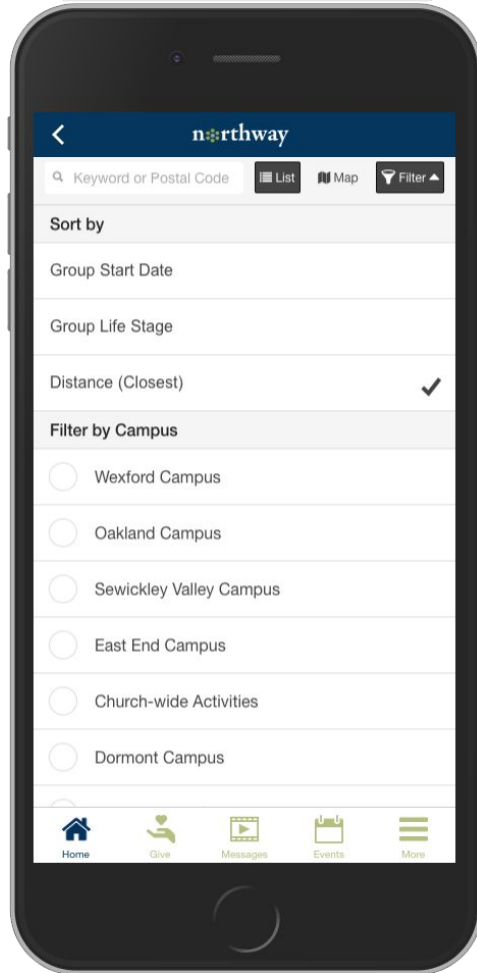 northway
Keyword or Postal Code List Map Filter
Sort by
Group Start Date
Group Life Stage
Distance (Closest)
Filter by Campus
Wexford Campus
Oakland Campus
Sewickley Valley Campus
East End Campus
Church-wide Activities
Dormont Campus
Home Give Messages Events More